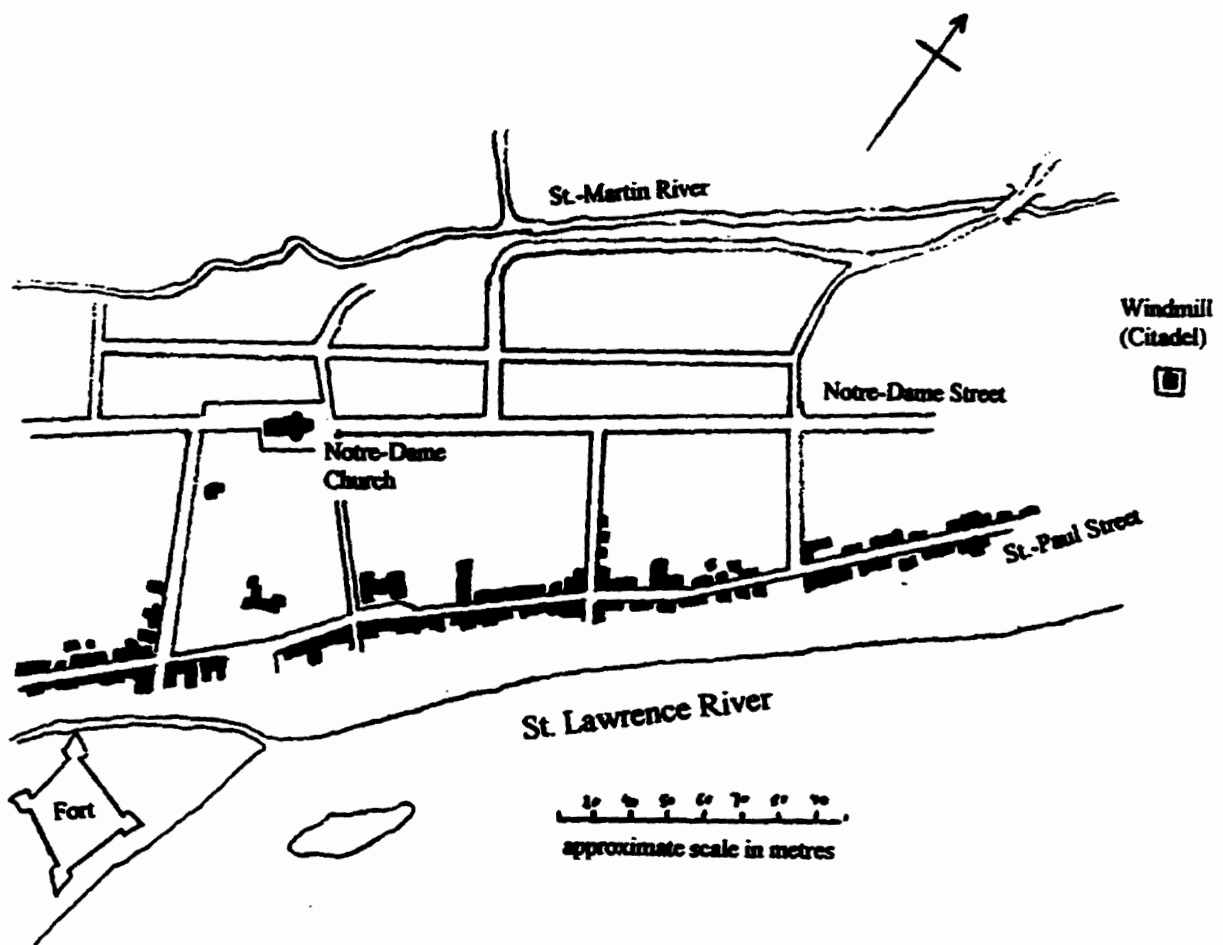 St.-Martin River
Windmill
(Citadel)
Notre-Dame Street
Notre-Dame
Church
St.-Paul Street
St. Lawrence River
Fort
approximate scale in metres